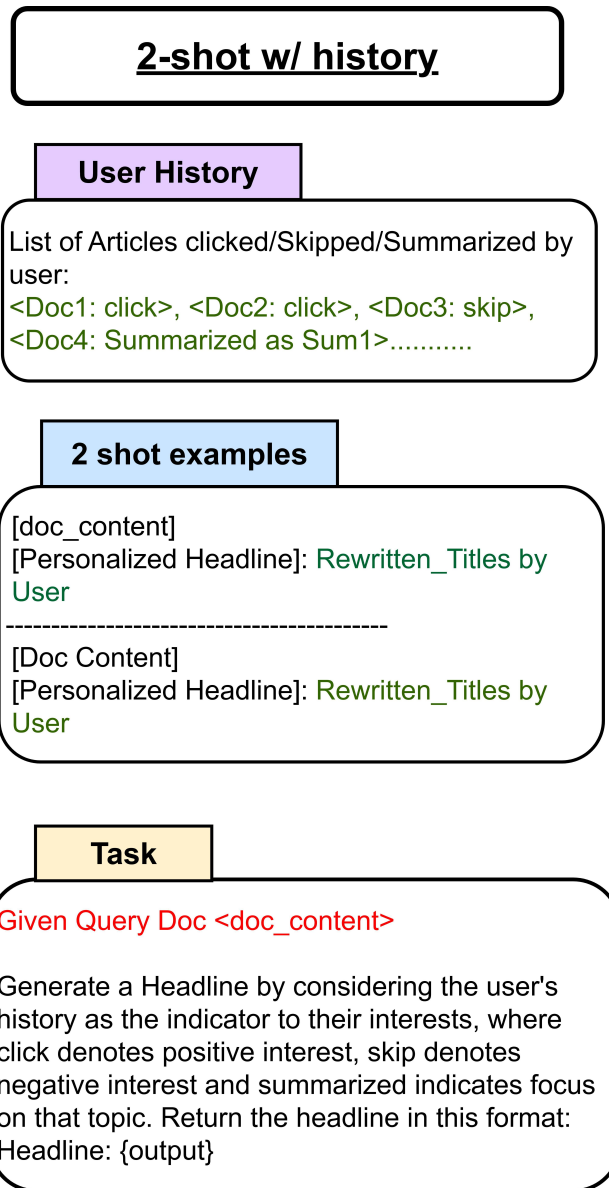 2-shot w/ history
User History
List of Articles clicked/Skipped/Summarized by
user:
<Doc1: click>, <Doc2: click>, <Doc3: skip>,
<Doc4: Summarized as Sum1>...........
2 shot examples
[doc_content]
[Personalized Headline]: Rewritten_Titles by
User
------------------------------------------
[Doc Content]
[Personalized Headline]: Rewritten_Titles by
User
Task
Given Query Doc <doc_content>
Generate a Headline by considering the user's
history as the indicator to their interests, where
click denotes positive interest, skip denotes
negative interest and summarized indicates focus
on that topic. Return the headline in this format:
Headline: {output}